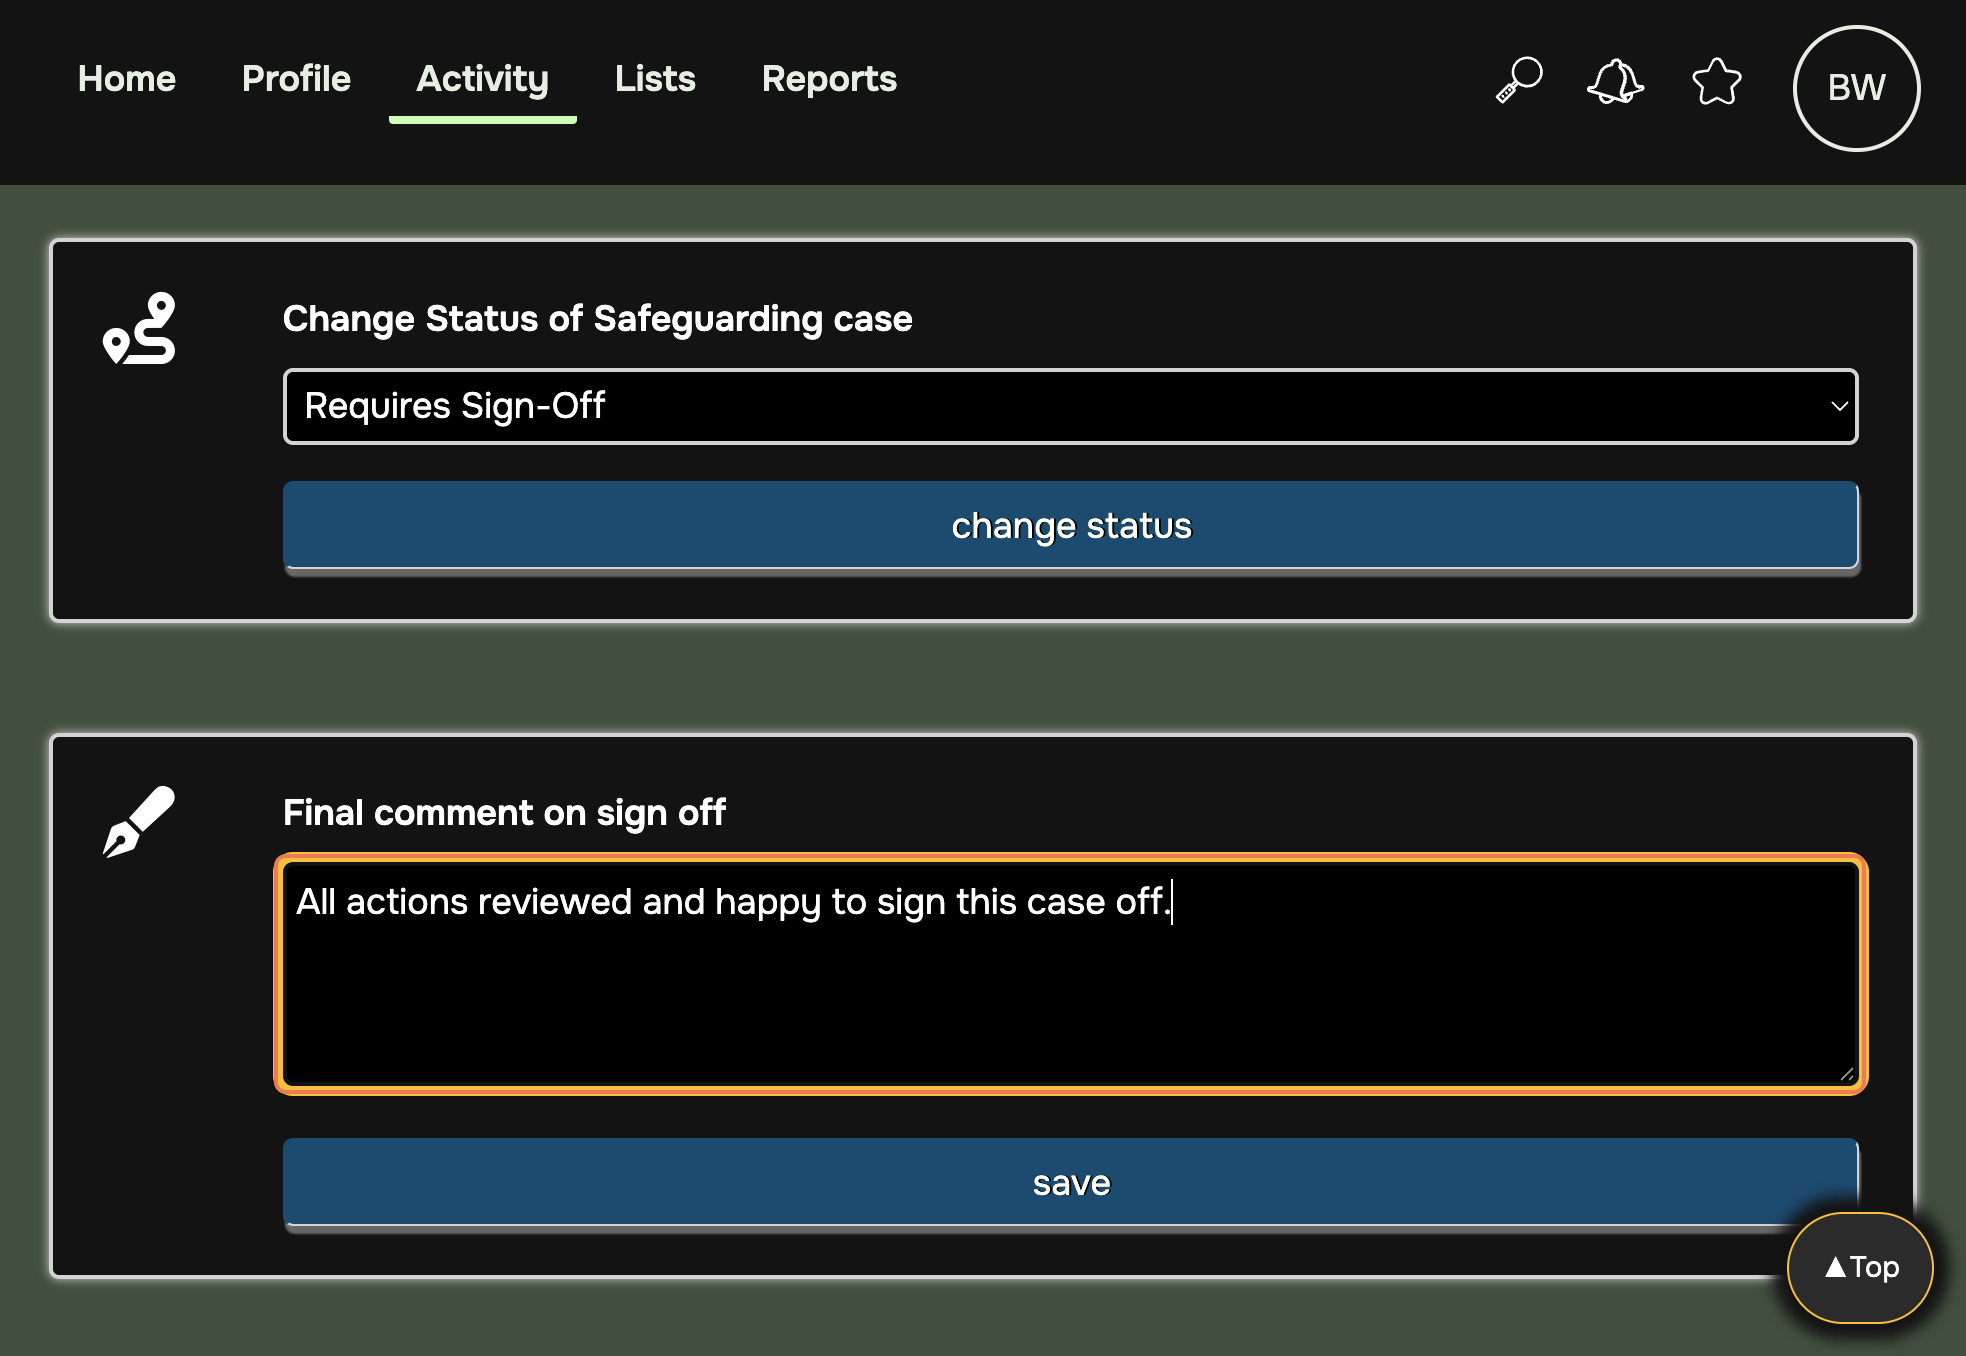 Home Profile Activity Lists Reports BW
Change Status of Safeguarding case
Requires Sign-Off
change status
Final comment on sign off
All actions reviewed and happy to sign this case off.
save
▲Top